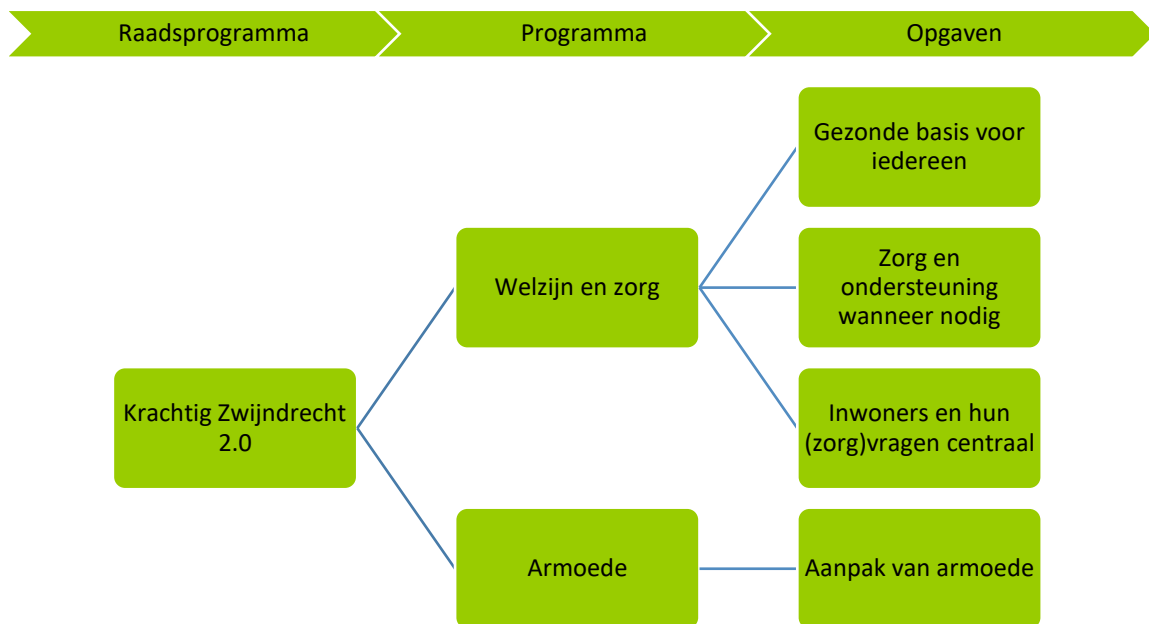 Raadsprogramma
Programma
Opgaven
Gezonde basis voor
iedereen
Welzijn en zorg
Zorg en
ondersteuning
wanneer nodig
Krachtig Zwijndrecht
2.0
Inwoners en hun
(zorg)vragen centraal
Armoede
Aanpak van armoede